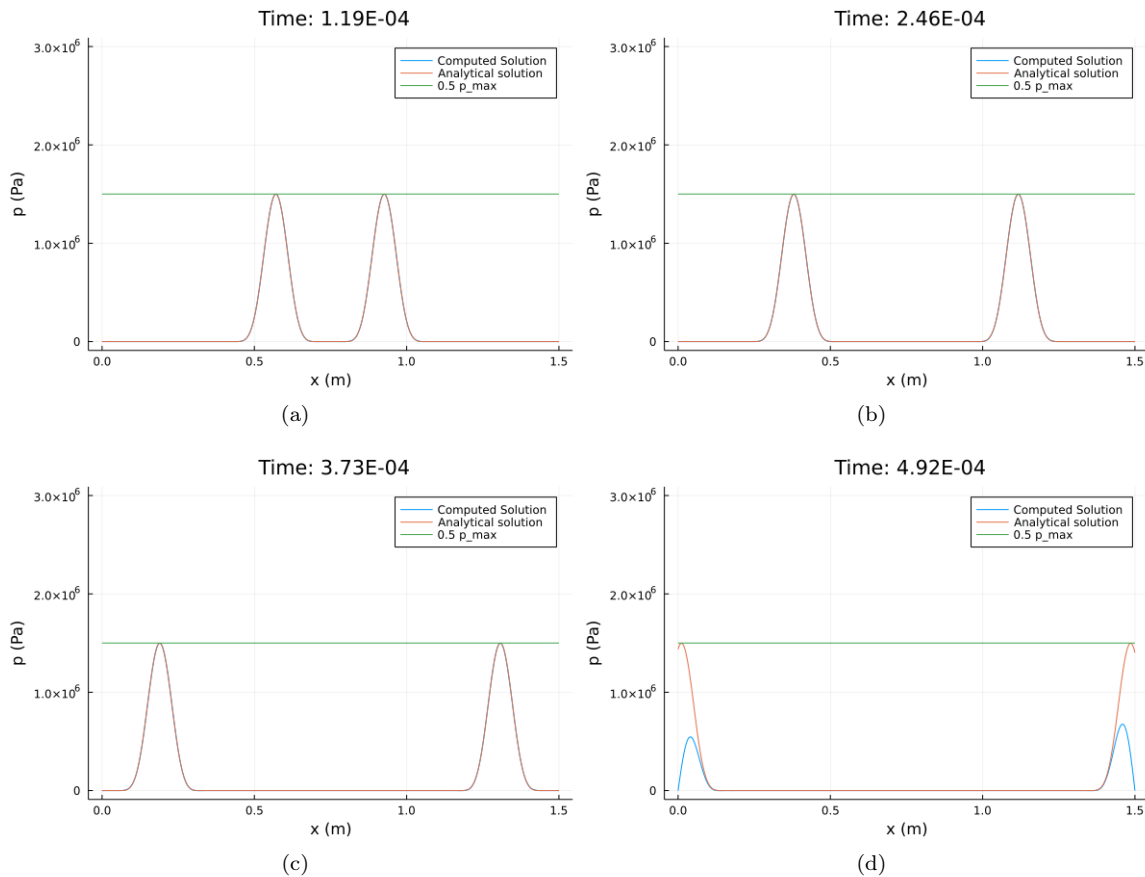 Time: 1.19E-04
3.0×10⁶
2.0×10⁶
1.0×10⁶
0
p (Pa)
Computed Solution
Analytical solution
0.5 p_max
0.0 0.5 1.0 1.5
x (m)
(a)
Time: 2.46E-04
3.0×10⁶
2.0×10⁶
1.0×10⁶
0
p (Pa)
Computed Solution
Analytical solution
0.5 p_max
0.0 0.5 1.0 1.5
x (m)
(b)
Time: 3.73E-04
3.0×10⁶
2.0×10⁶
1.0×10⁶
0
p (Pa)
Computed Solution
Analytical solution
0.5 p_max
0.0 0.5 1.0 1.5
x (m)
(c)
Time: 4.92E-04
3.0×10⁶
2.0×10⁶
1.0×10⁶
0
p (Pa)
Computed Solution
Analytical solution
0.5 p_max
0.0 0.5 1.0 1.5
x (m)
(d)